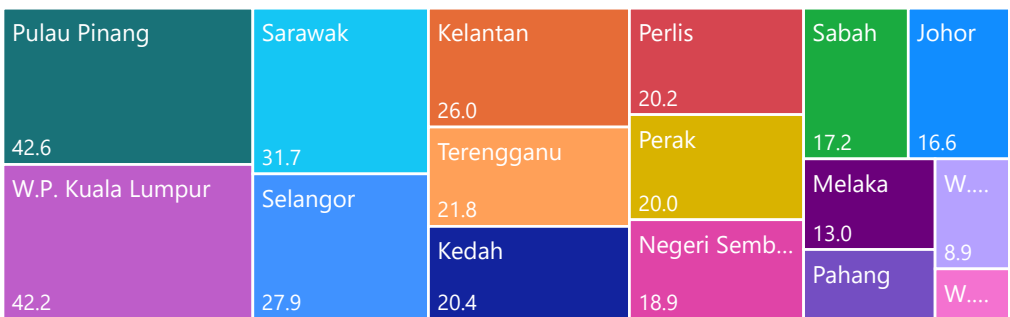 Pulau Pinang
42.6
W.P. Kuala Lumpur
42.2
Sarawak
31.7
Selangor
27.9
Kelantan
26.0
Terengganu
21.8
Kedah
20.4
Perlis
20.2
Perak
20.0
Negeri Semb...
18.9
Sabah
17.2
Johor
16.6
Melaka
13.0
Pahang
W....
8.9
W....